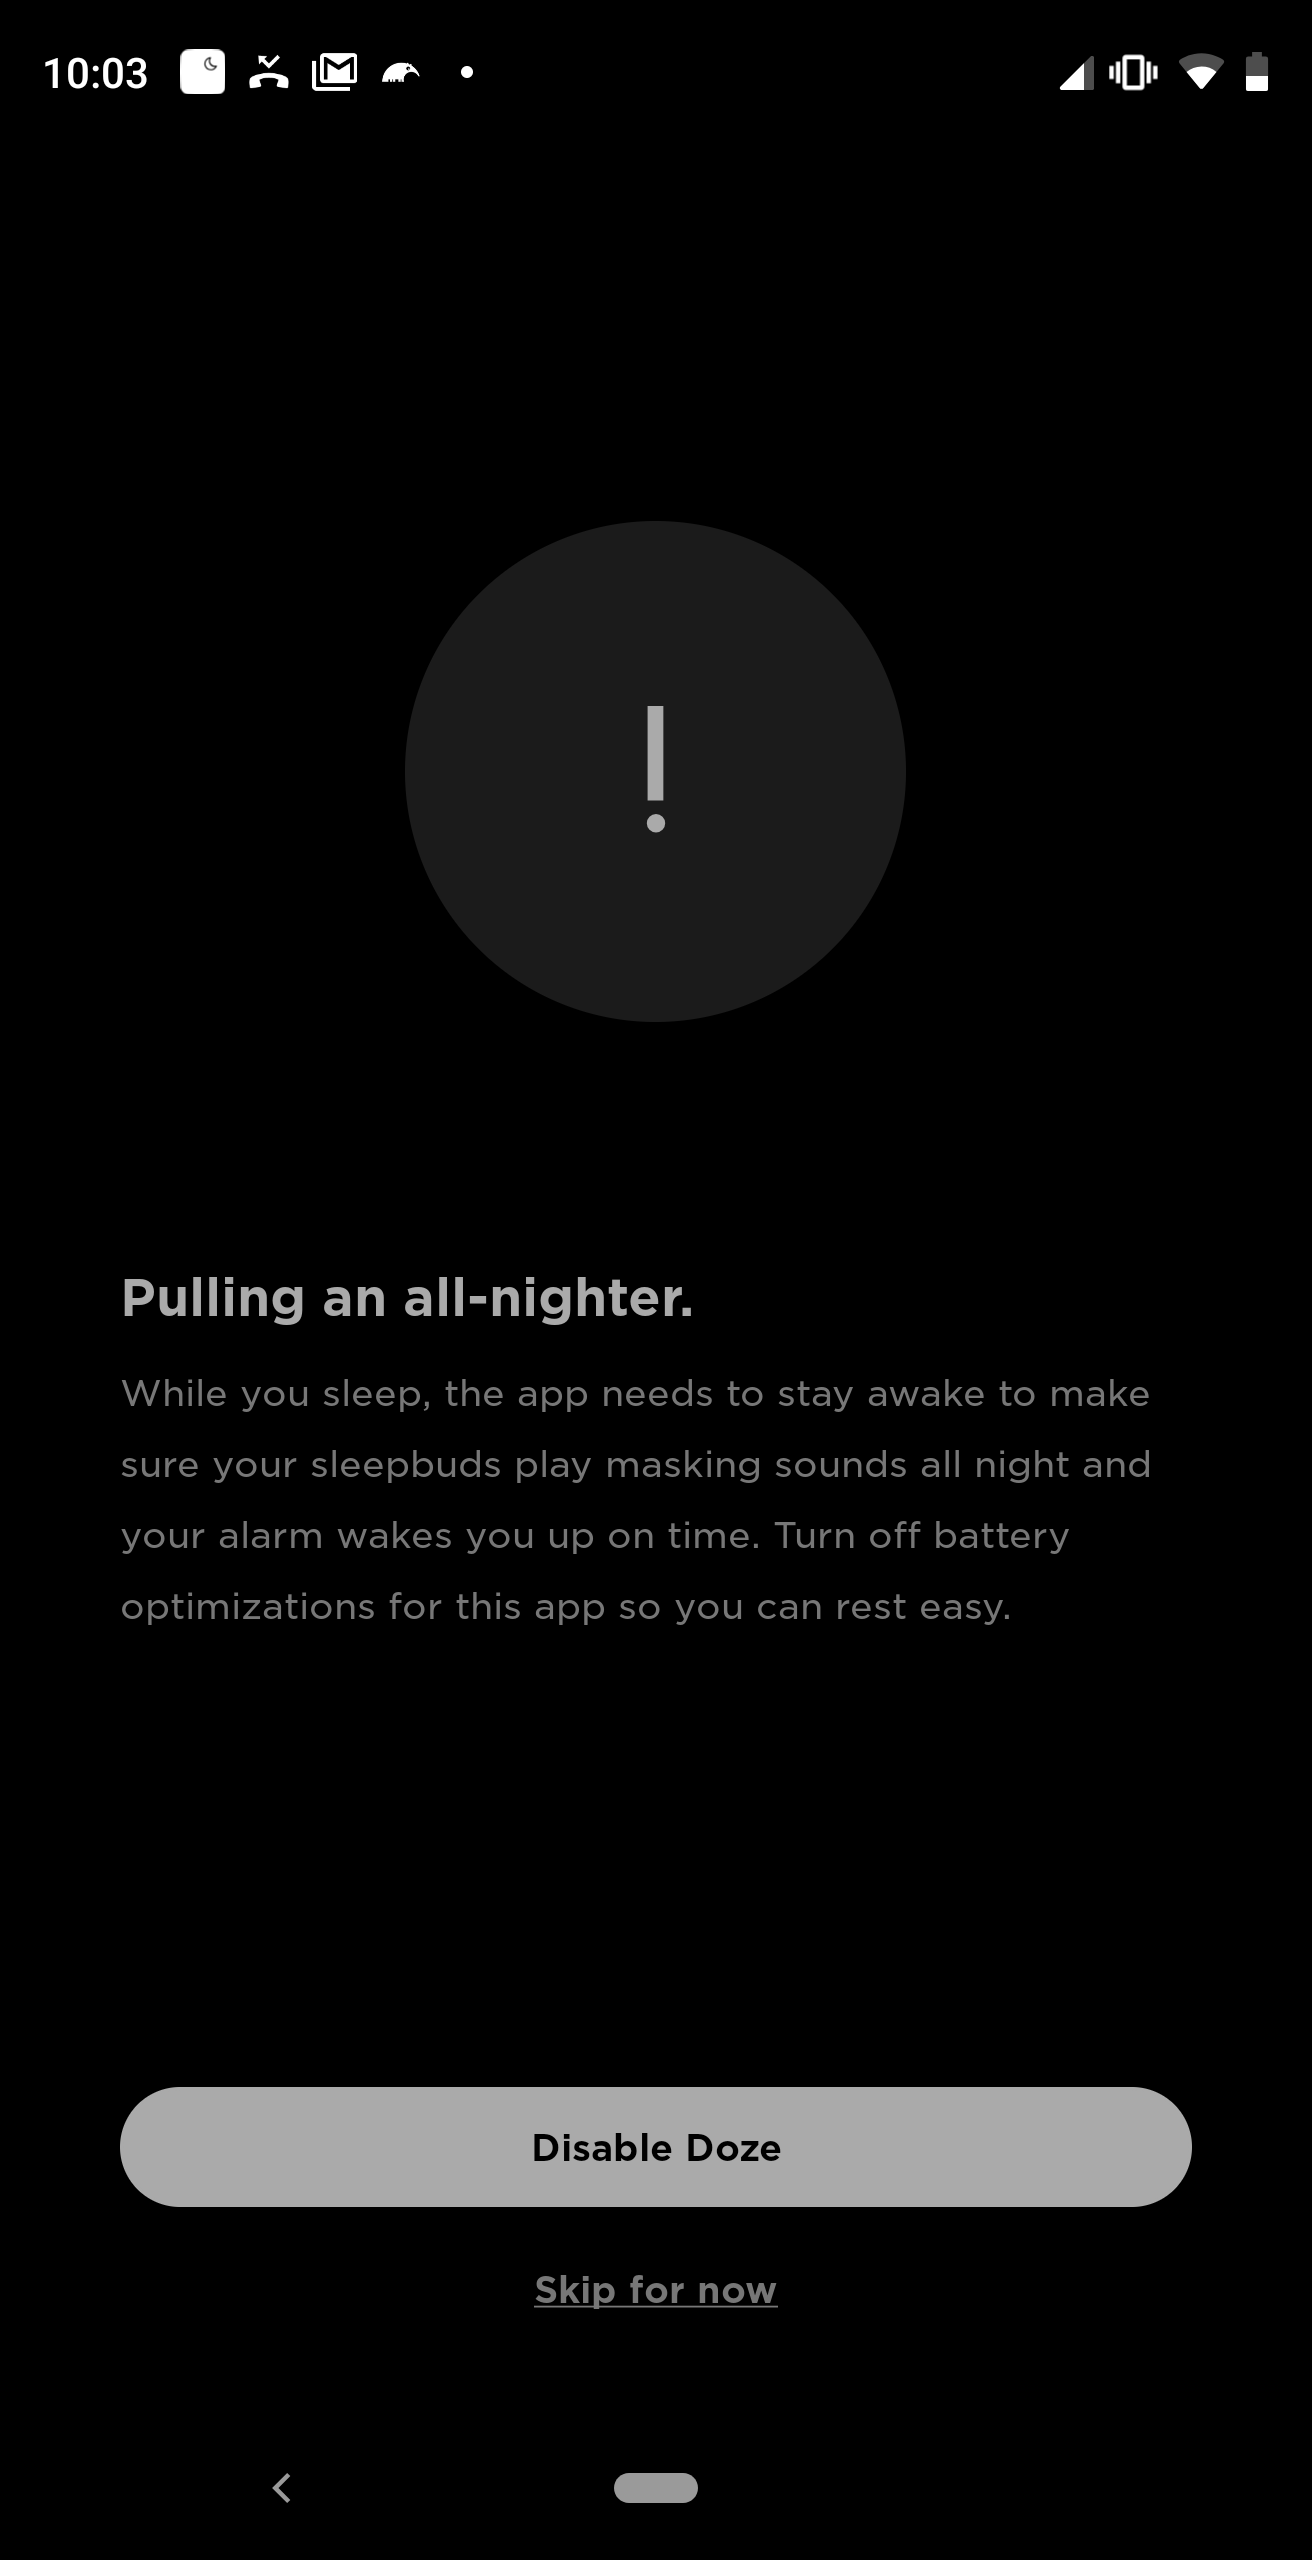 10:03
Pulling an all-nighter.
While you sleep, the app needs to stay awake to make
sure your sleepbuds play masking sounds all night and
your alarm wakes you up on time. Turn off battery
optimizations for this app so you can rest easy.
Disable Doze
Skip for now